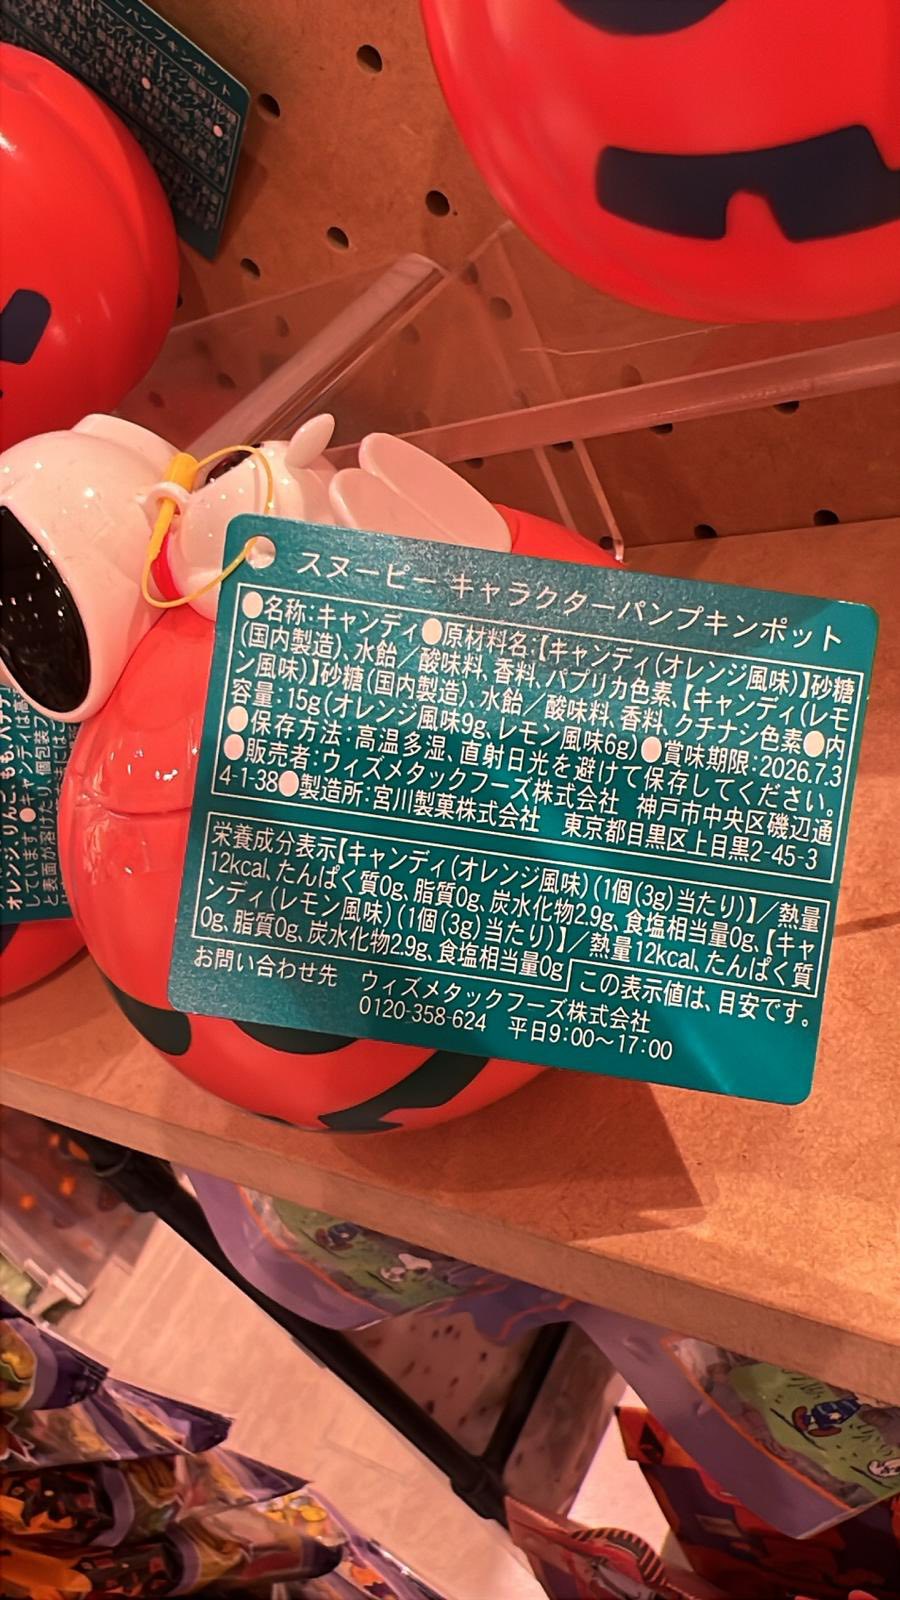 スヌーピー キャラクターパンプキンポット
●名称:キャンディ●原材料名:【キャンディ(オレンジ風味)】砂糖
(国内製造)、水飴／酸味料、香料、パプリカ色素、【キャンディ(レモ
ン風味)】砂糖(国内製造)、水飴／酸味料、香料、クチナシ色素●内
容量:15g(オレンジ風味9g、レモン風味6g)●賞味期限:2026.7.3
●保存方法:高温多湿、直射日光を避けて保存してください。
●販売者:ウィズメタックフーズ株式会社 神戸市中央区磯辺通
4-1-38●製造所:宮川製菓株式会社 東京都目黒区上目黒2-45-3
栄養成分表示【キャンディ(オレンジ風味)(1個(3g)当たり)】／熱量
12kcal、たんぱく質0g、脂質0g、炭水化物2.9g、食塩相当量0g、【キャ
ンディ(レモン風味)(1個(3g)当たり)】／熱量12kcal、たんぱく質
0g、脂質0g、炭水化物2.9g、食塩相当量0g
この表示値は、目安です。
お問い合わせ先 ウィズメタックフーズ株式会社
0120-358-624 平日9:00～17:00